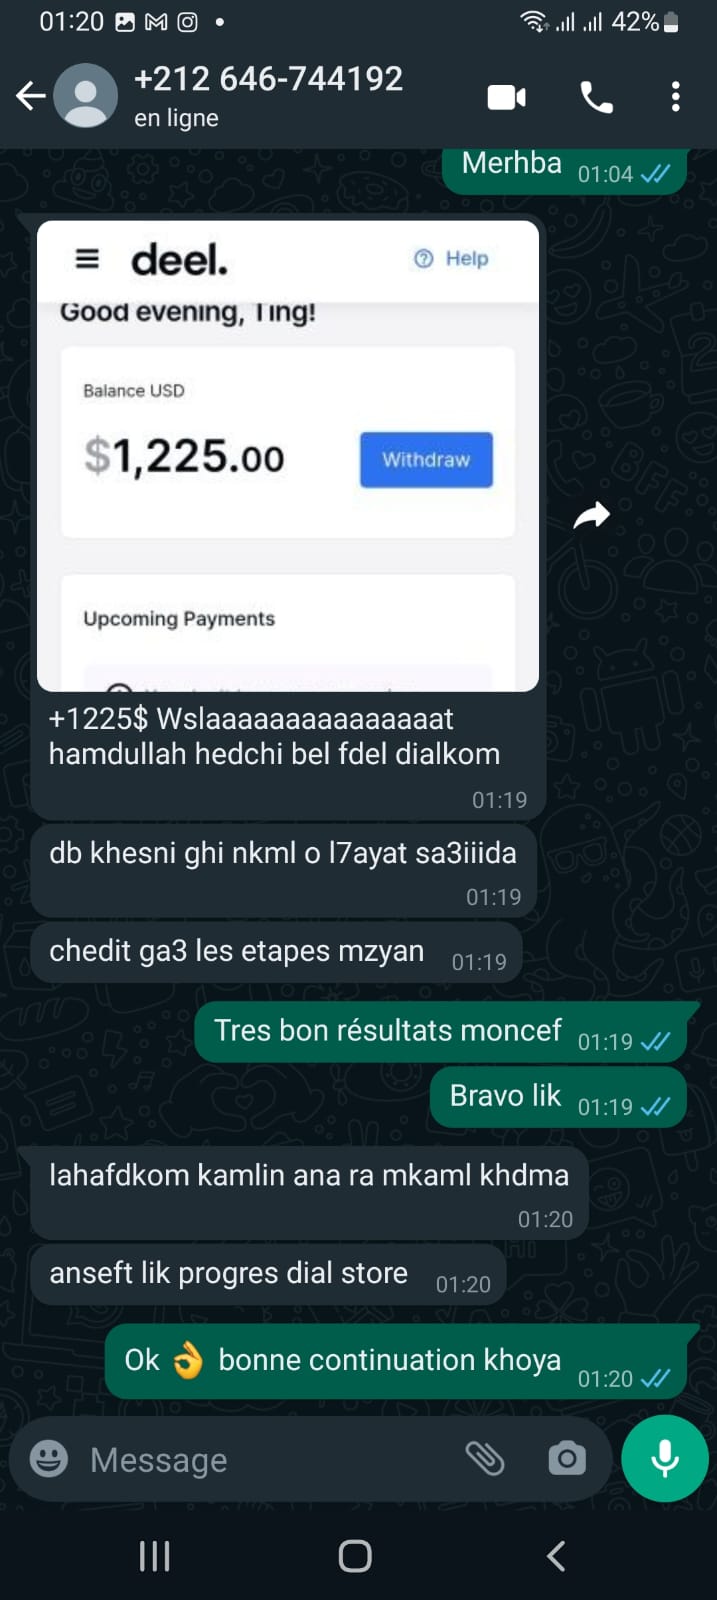 01:20
42%
+212 646-744192
en ligne
Merhba 01:04
deel.
Help
Good evening, Ting!
Balance USD
$1,225.00
Withdraw
Upcoming Payments
+1225$ Wslaaaaaaaaaaaaaaat
hamdullah hedchi bel fdel dialkom
01:19
db khesni ghi nkml o l7ayat sa3iiida
01:19
chedit ga3 les etapes mzyan 01:19
Tres bon résultats moncef 01:19
Bravo lik 01:19
lahafdkom kamlin ana ra mkaml khdma
01:20
anseft lik progres dial store 01:20
Ok 👌 bonne continuation khoya 01:20
Message